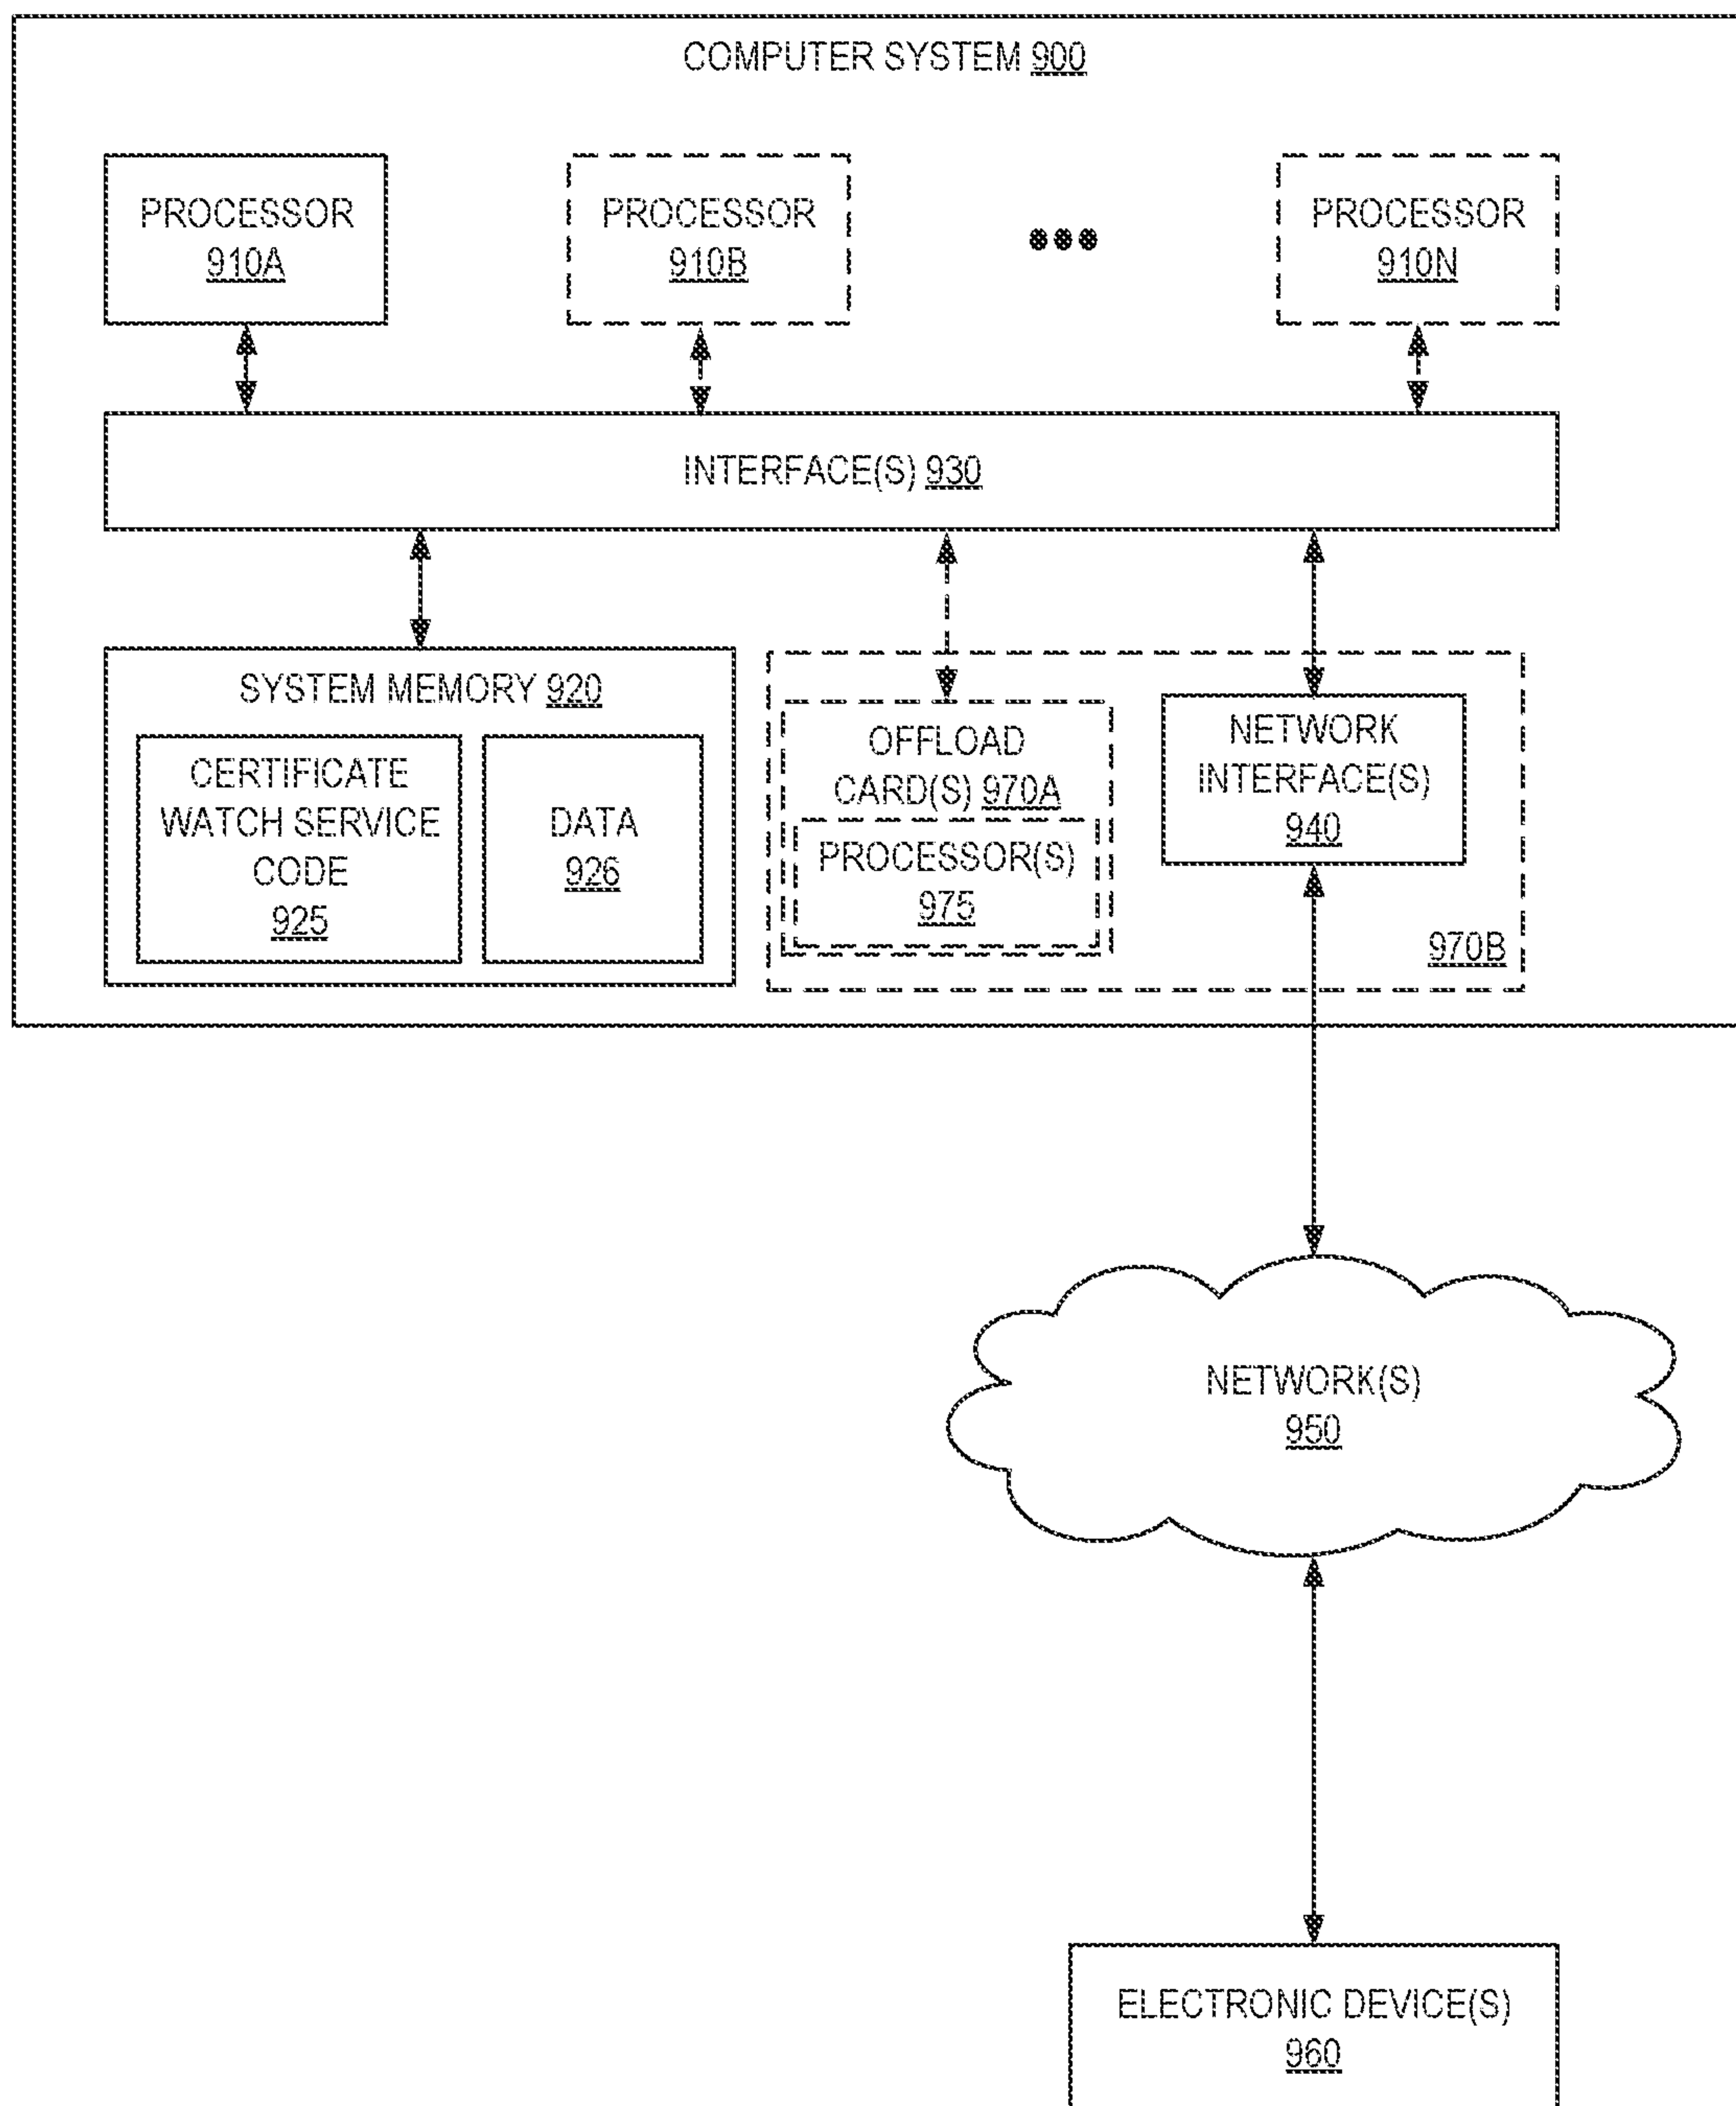 COMPUTER SYSTEM 900
PROCESSOR
910A
PROCESSOR
910B
PROCESSOR
910N
INTERFACE(S) 930
SYSTEM MEMORY 920
CERTIFICATE
WATCH SERVICE
CODE
925
DATA
926
OFFLOAD
CARD(S) 970A
PROCESSOR(S)
975
NETWORK
INTERFACE(S)
940
970B
NETWORK(S)
950
ELECTRONIC DEVICE(S)
960